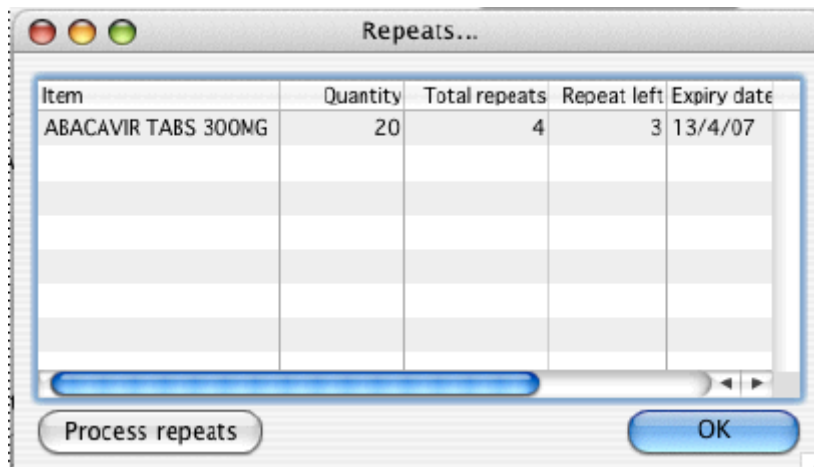 Repeats...
Item Quantity Total repeats Repeat left Expiry date
ABACAVIR TABS 300MG 20 4 3 13/4/07
Process repeats OK